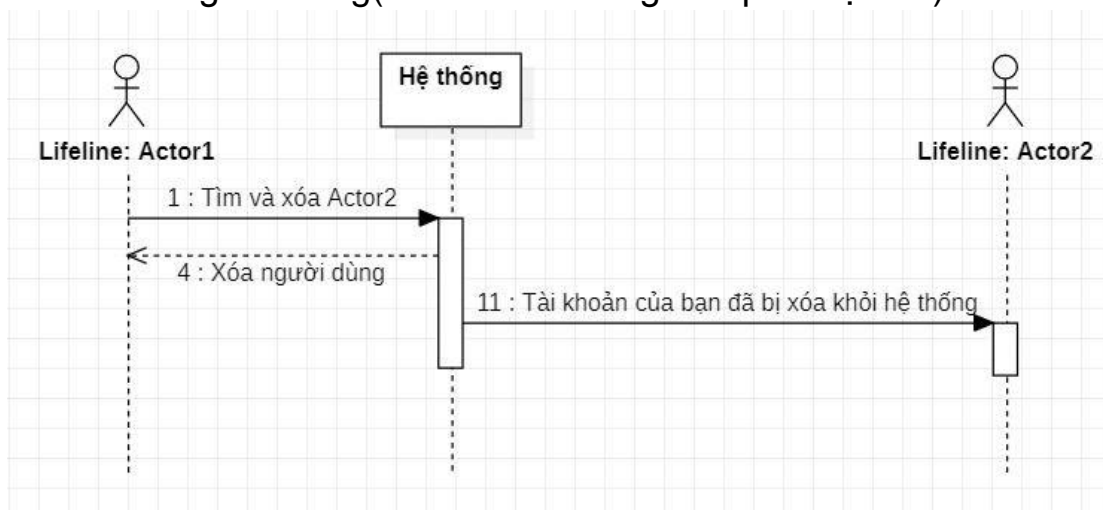 Hệ thống
Lifeline: Actor1
Lifeline: Actor2
1 : Tìm và xóa Actor2
4 : Xóa người dùng
11 : Tài khoản của bạn đã bị xóa khỏi hệ thống